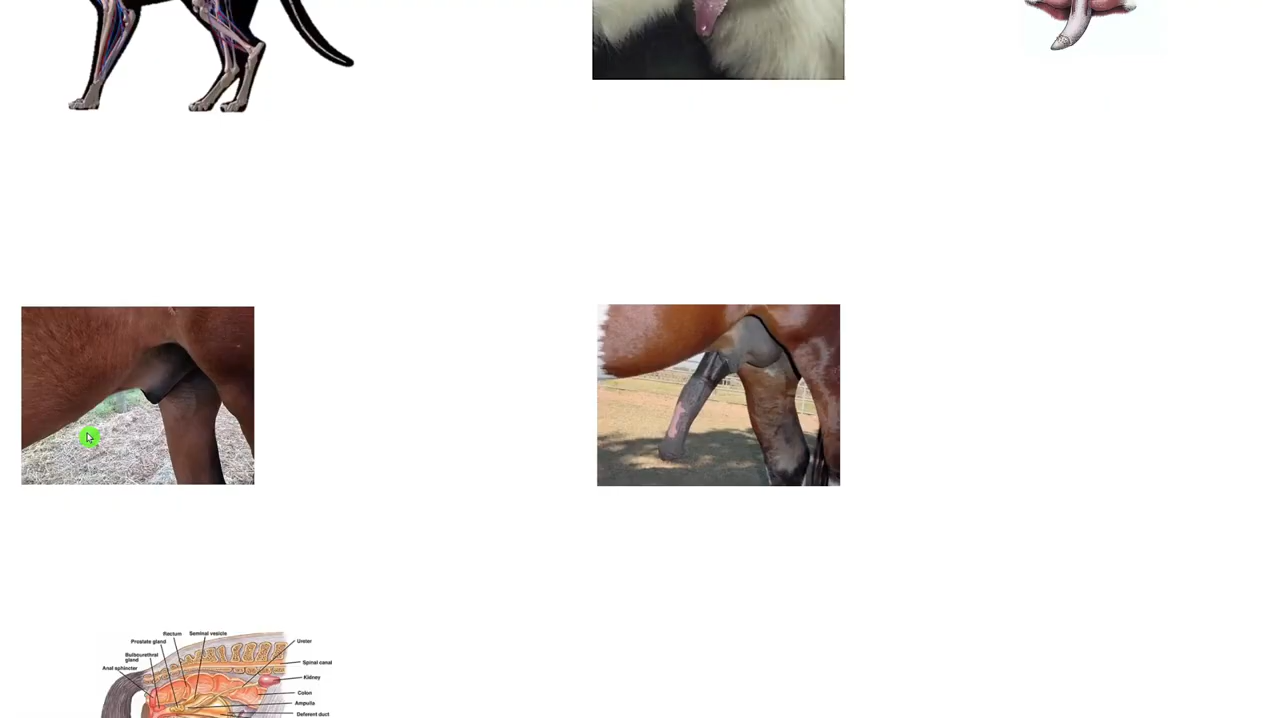 Rectum
Seminal vesicle
Prostate gland
Ureter
Bulbourethral
gland
Spinal canal
Anal sphincter
Kidney
Colon
Ampulla
Deferent duct